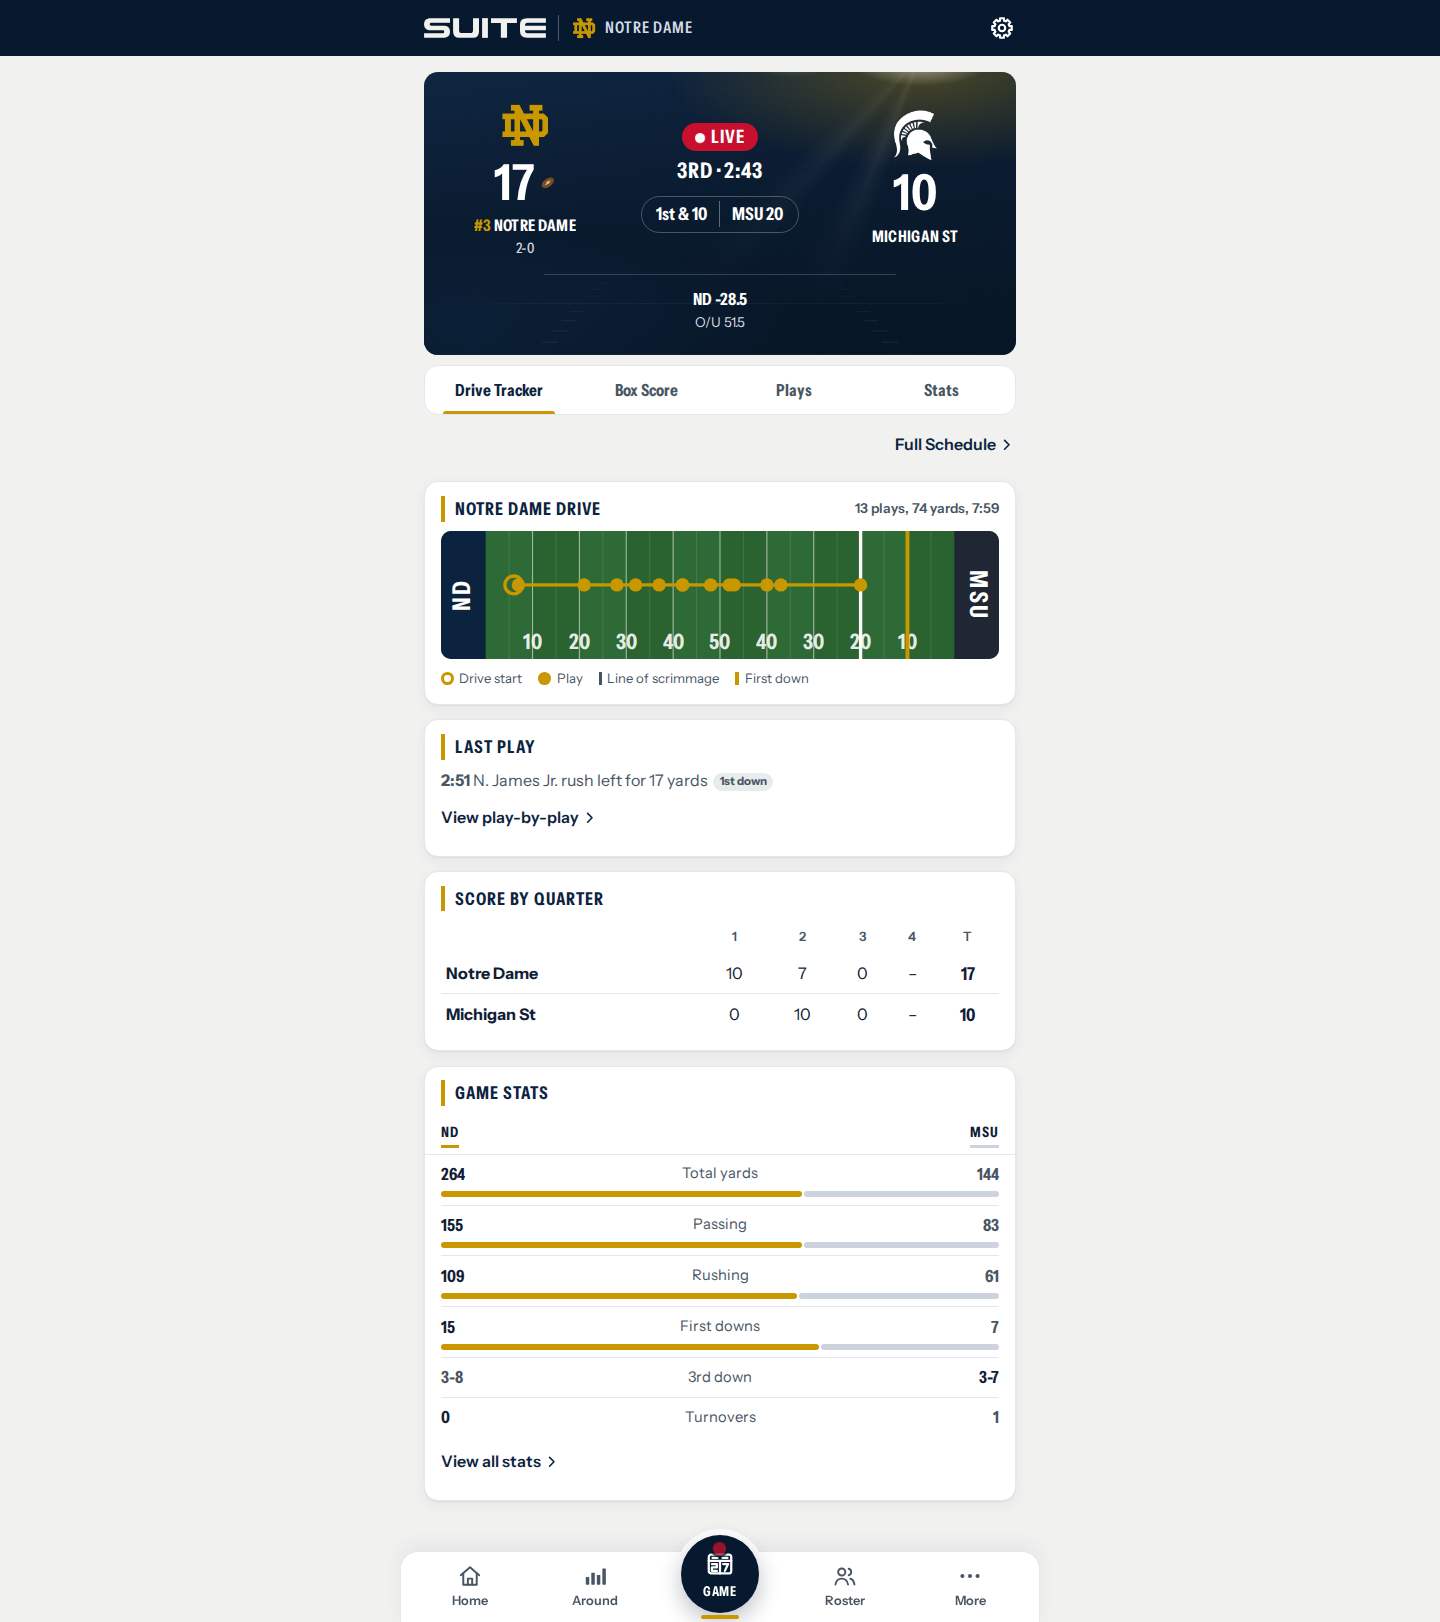 SUITE NOTRE DAME
17
#3 NOTRE DAME
2-0
LIVE
3RD · 2:43
1st & 10 MSU 20
10
MICHIGAN ST
ND -28.5
O/U 51.5
Drive Tracker Box Score Plays Stats
Full Schedule
NOTRE DAME DRIVE 13 plays, 74 yards, 7:59
ND
MSU
10 20 30 40 50 40 30 20 10
Drive start Play Line of scrimmage First down
LAST PLAY
2:51 N. James Jr. rush left for 17 yards 1st down
View play-by-play
SCORE BY QUARTER
1 2 3 4 T
Notre Dame 10 7 0 – 17
Michigan St 0 10 0 – 10
GAME STATS
ND MSU
264 Total yards 144
155 Passing 83
109 Rushing 61
15 First downs 7
3-8 3rd down 3-7
0 Turnovers 1
View all stats
Home Around GAME Roster More